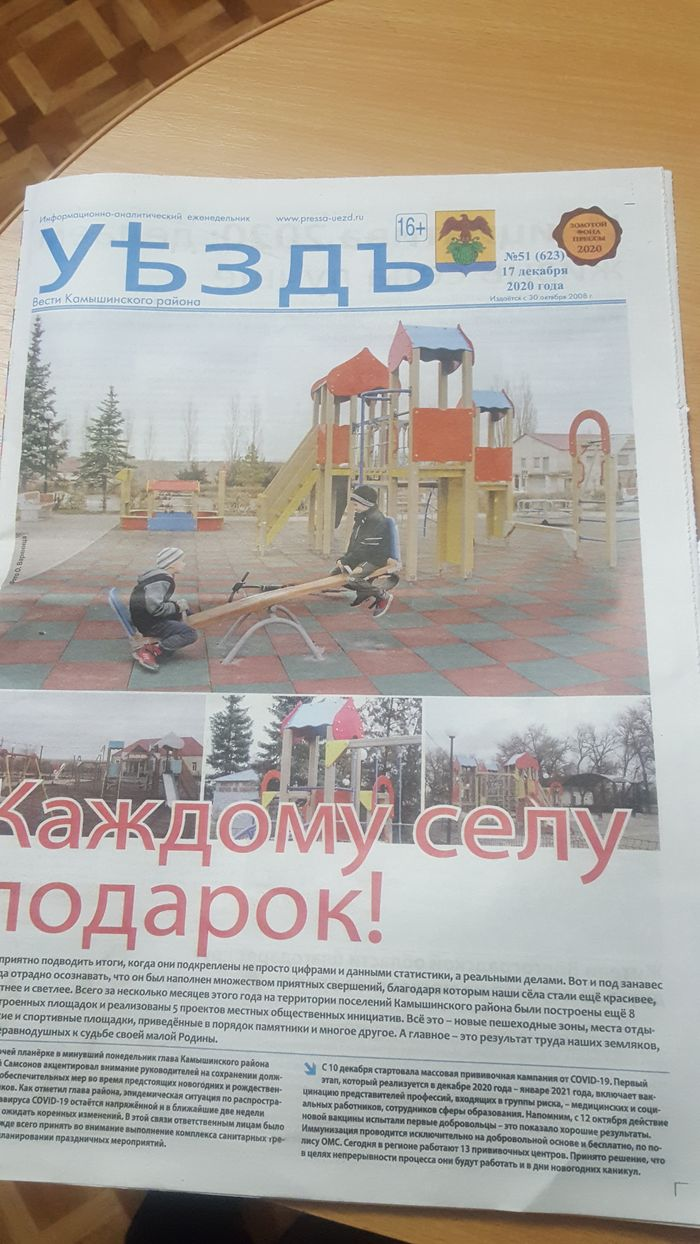 Информационно-аналитический еженедельник www.pressa-uezd.ru
16+
ЗОЛОТОЙ
ФОНД
ПРЕССЫ
2020
УѢздъ
№51 (623)
17 декабря
2020 года
Вести Камышинского района
Издаётся с 30 октября 2008 г.
Каждому селу
подарок!
приятно подводить итоги, когда они подкреплены не просто цифрами и данными статистики, а реальными делами. Вот и под занавес
да отрадно осознавать, что он был наполнен множеством приятных свершений, благодаря которым наши сёла стали ещё красивее,
тнее и светлее. Всего за несколько месяцев этого года на территории поселений Камышинского района были построены ещё 8
троенных площадок и реализованы 5 проектов местных общественных инициатив. Всё это – новые пешеходные зоны, места отды-
ие и спортивные площадки, приведённые в порядок памятники и многое другое. А главное – это результат труда наших земляков,
еравнодушных к судьбе своей малой Родины.
очей планёрке в минувший понедельник глава Камышинского района
Самсонов акцентировал внимание руководителей на сохранении долж-
обеспечительных мер во время предстоящих новогодних и рождествен-
иков. Как отметил глава района, эпидемическая ситуация по распростра-
авируса COVID-19 остаётся напряжённой и в ближайшие две недели
ожидать коренных изменений. В этой связи ответственным лицам было
жде всего принять во внимание выполнение комплекса санитарных тре-
планировании праздничных мероприятий.
С 10 декабря стартовала массовая прививочная кампания от COVID-19. Первый
этап, который реализуется в декабре 2020 года – январе 2021 года, включает вак-
цинацию представителей профессий, входящих в группы риска, – медицинских и соци-
альных работников, сотрудников сферы образования. Напомним, с 12 октября действие
новой вакцины испытали первые добровольцы – это показало хорошие результаты.
Иммунизация проводится исключительно на добровольной основе и бесплатно, по по-
лису ОМС. Сегодня в регионе работают 13 прививочных центров. Принято решение, что
в целях непрерывности процесса они будут работать и в дни новогодних каникул.